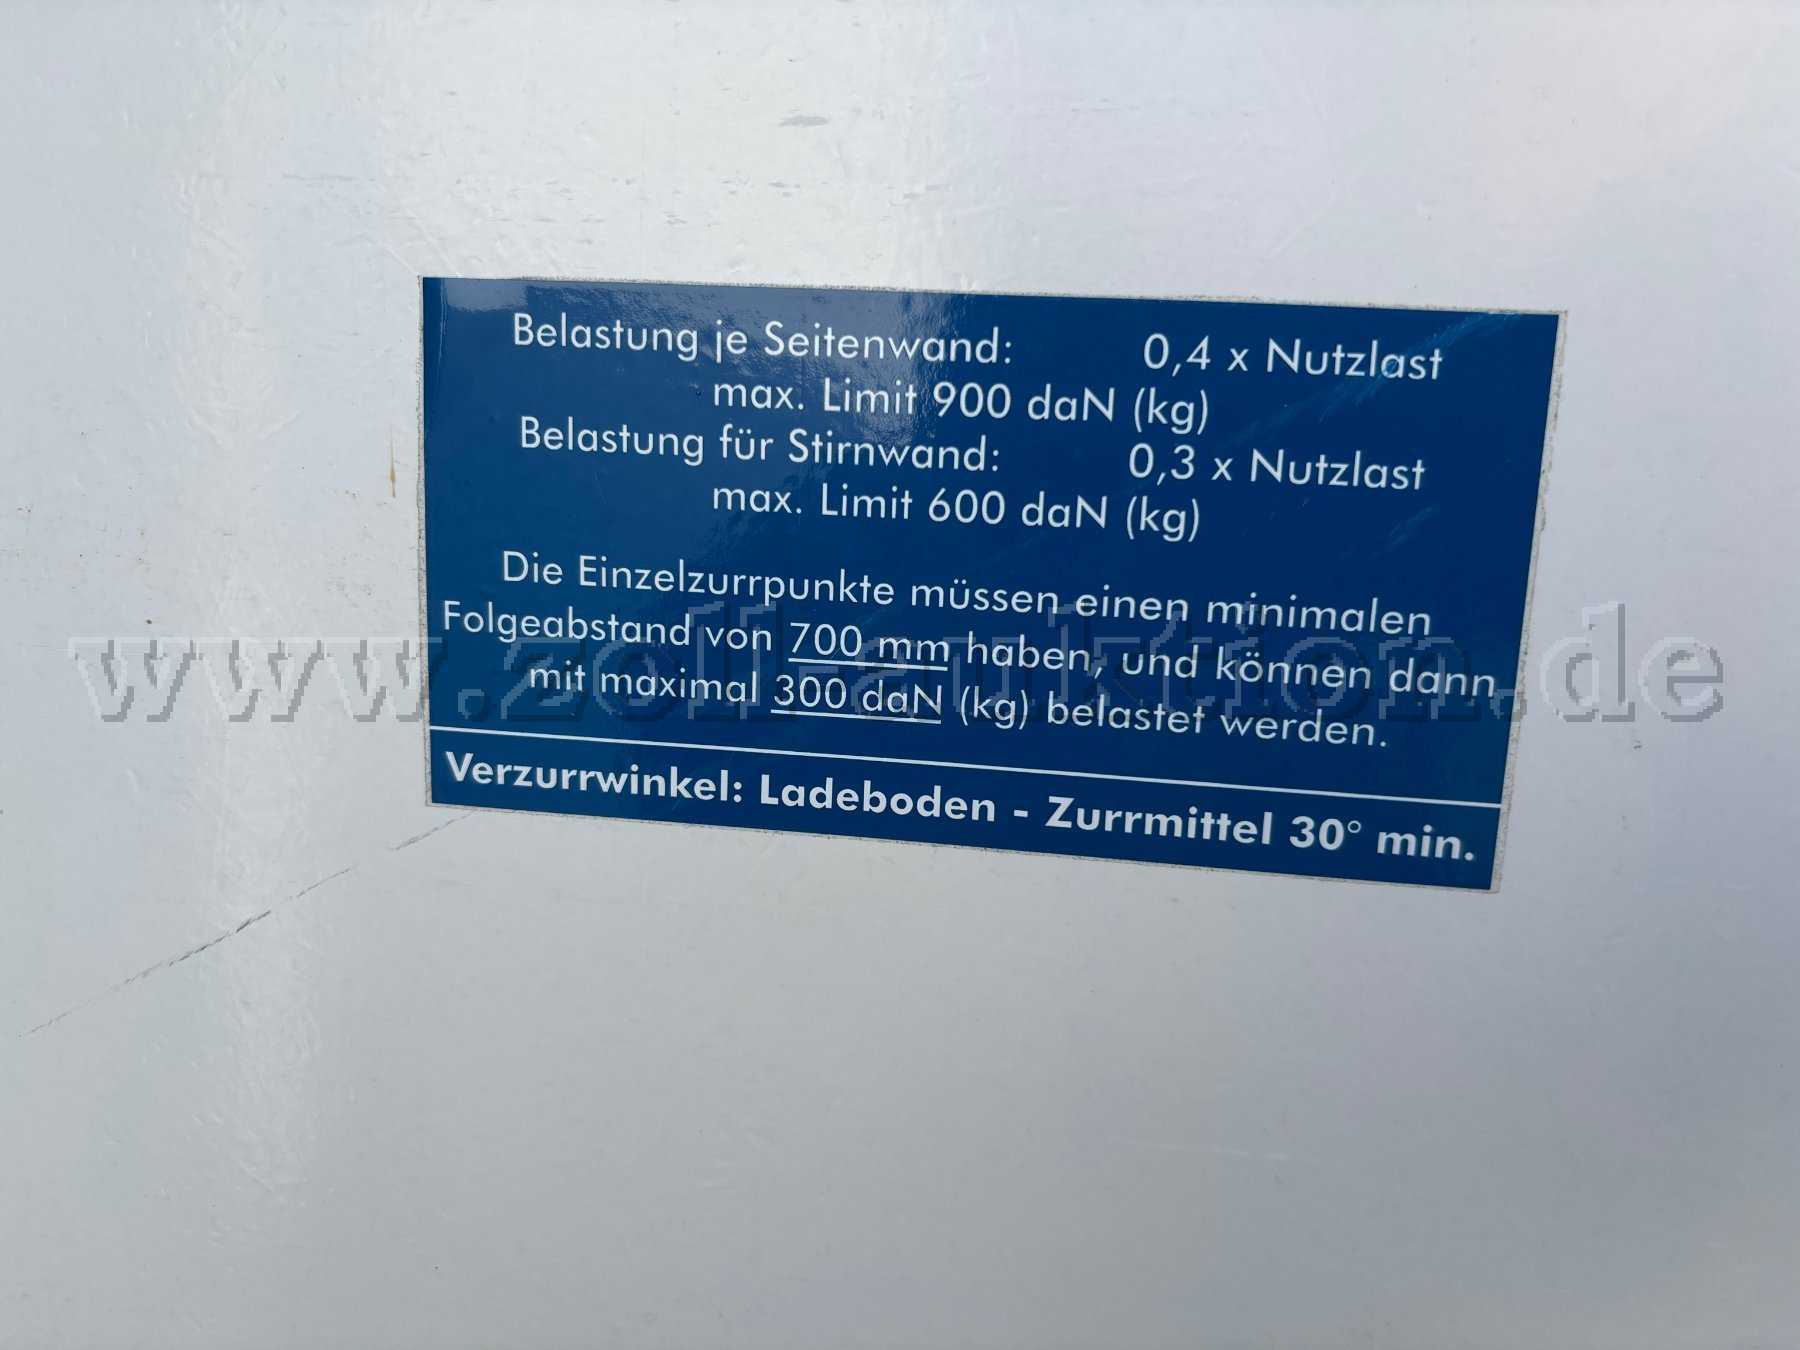 Belastung je Seitenwand: 0,4 x Nutzlast
max. Limit 900 daN (kg)
Belastung für Stirnwand: 0,3 x Nutzlast
max. Limit 600 daN (kg)
Die Einzelzurrpunkte müssen einen minimalen
Folgeabstand von 700 mm haben, und können dann
mit maximal 300 daN (kg) belastet werden.
Verzurrwinkel: Ladeboden - Zurrmittel 30° min.
www.zoll-auktion.de